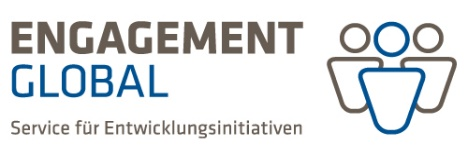 ENGAGEMENT
GLOBAL
Service für Entwicklungsinitiativen